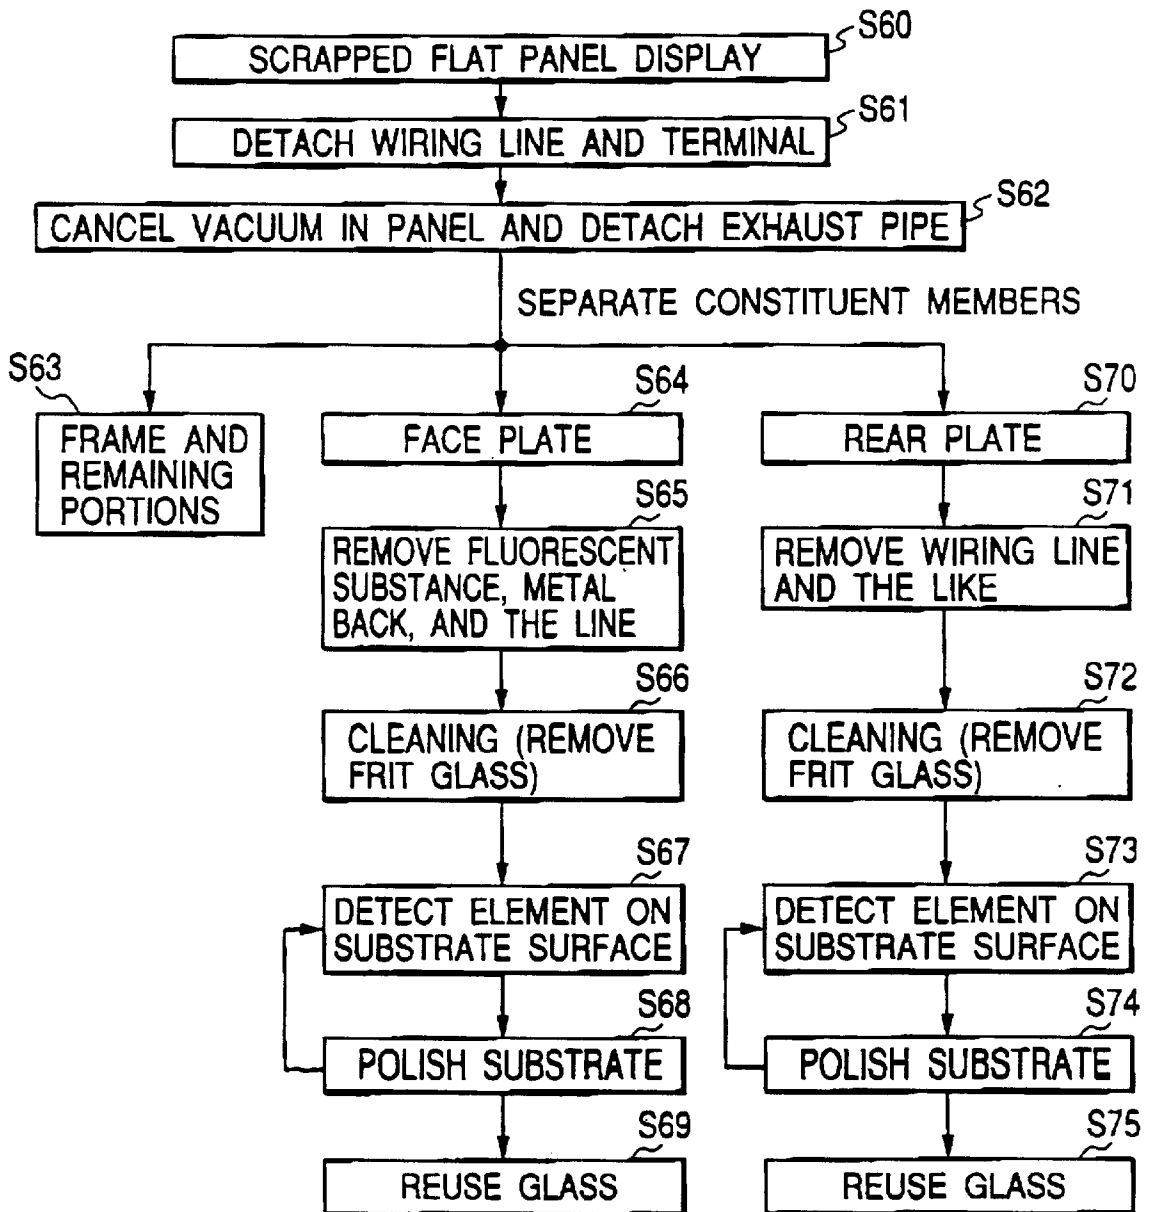 S60
SCRAPPED FLAT PANEL DISPLAY
S61
DETACH WIRING LINE AND TERMINAL
S62
CANCEL VACUUM IN PANEL AND DETACH EXHAUST PIPE
SEPARATE CONSTITUENT MEMBERS
S63
FRAME AND
REMAINING
PORTIONS
S64
FACE PLATE
S65
REMOVE FLUORESCENT
SUBSTANCE, METAL
BACK, AND THE LINE
S66
CLEANING (REMOVE
FRIT GLASS)
S67
DETECT ELEMENT ON
SUBSTRATE SURFACE
S68
POLISH SUBSTRATE
S69
REUSE GLASS
S70
REAR PLATE
S71
REMOVE WIRING LINE
AND THE LIKE
S72
CLEANING (REMOVE
FRIT GLASS)
S73
DETECT ELEMENT ON
SUBSTRATE SURFACE
S74
POLISH SUBSTRATE
S75
REUSE GLASS